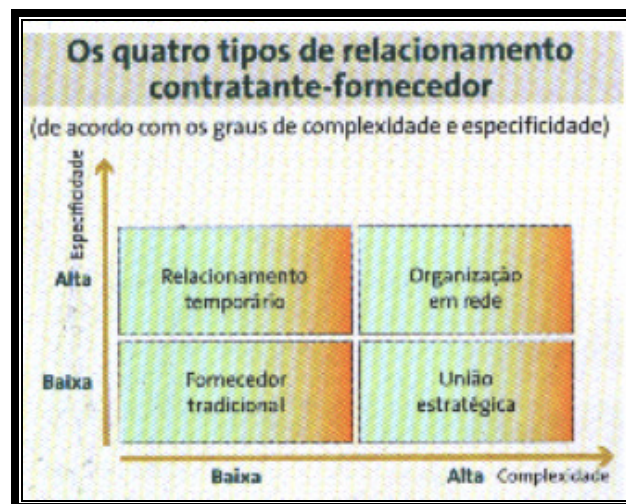 Os quatro tipos de relacionamento
contratante-fornecedor
(de acordo com os graus de complexidade e especificidade)
Especificidade
Alta
Relacionamento
temporário
Organização
em rede
Baixa
Fornecedor
tradicional
União
estratégica
Baixa
Alta
Complexidade